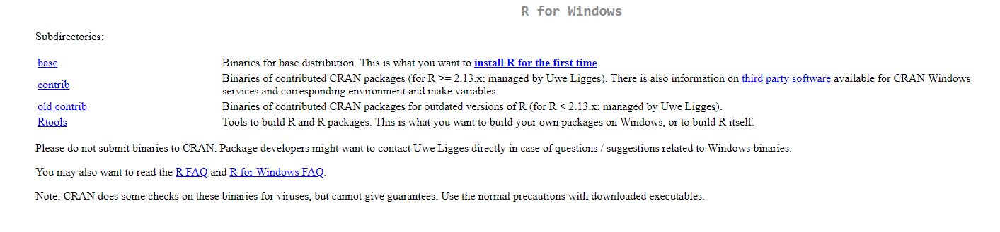 R for Windows
Subdirectories:
base Binaries for base distribution. This is what you want to install R for the first time.
contrib Binaries of contributed CRAN packages (for R >= 2.13.x; managed by Uwe Ligges). There is also information on third party software available for CRAN Windows
services and corresponding environment and make variables.
old contrib Binaries of contributed CRAN packages for outdated versions of R (for R < 2.13.x; managed by Uwe Ligges).
Rtools Tools to build R and R packages. This is what you want to build your own packages on Windows, or to build R itself.
Please do not submit binaries to CRAN. Package developers might want to contact Uwe Ligges directly in case of questions / suggestions related to Windows binaries.
You may also want to read the R FAQ and R for Windows FAQ.
Note: CRAN does some checks on these binaries for viruses, but cannot give guarantees. Use the normal precautions with downloaded executables.